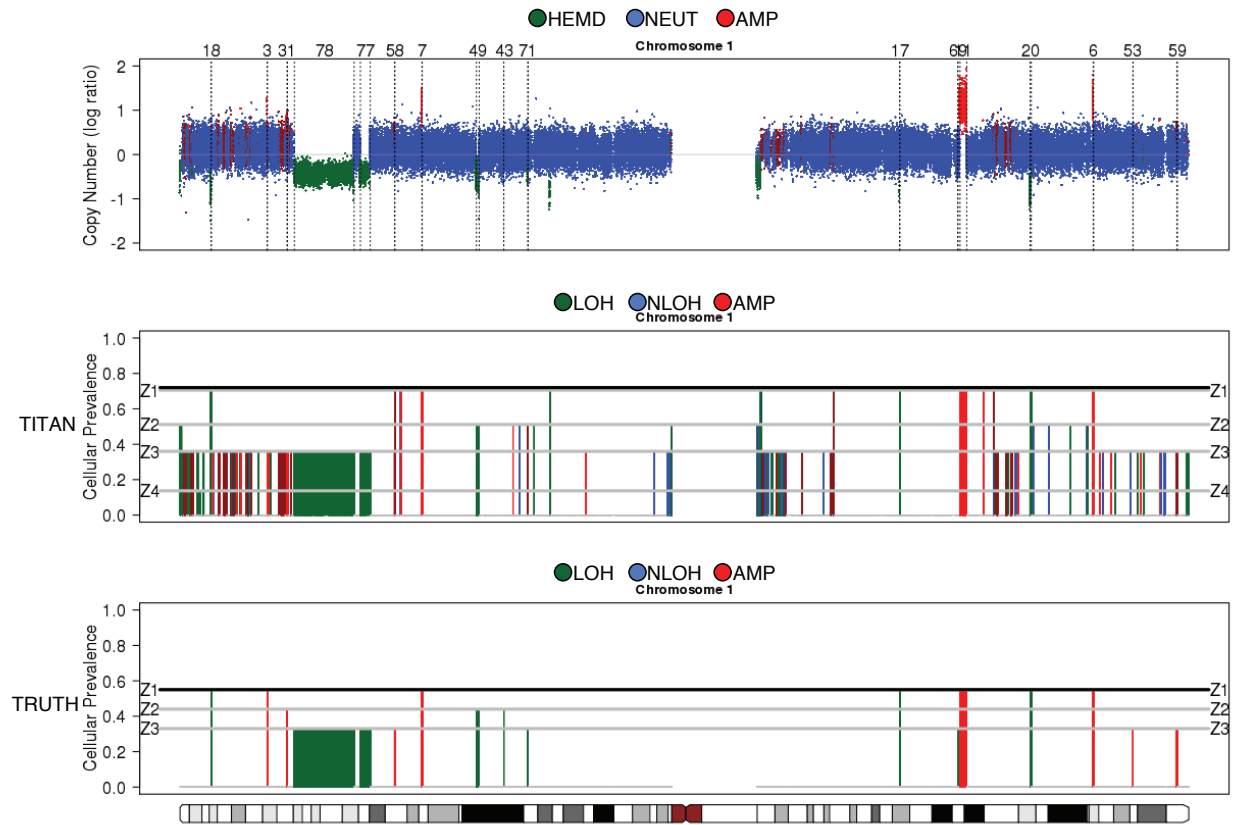 HEMD NEUT AMP
Chromosome 1
18 3 31 78 77 58 7 49 43 71 17 20 6 53 59
Copy Number (log ratio)
2
1
0
-1
-2
LOH NLOH AMP
Chromosome 1
TITAN
Cellular Prevalence
1.0
0.8
0.6
0.4
0.2
0.0
Z1 Z1
Z2 Z2
Z3 Z3
Z4 Z4
LOH NLOH AMP
Chromosome 1
TRUTH
Cellular Prevalence
1.0
0.8
0.6
0.4
0.2
0.0
Z1 Z1
Z2 Z2
Z3 Z3